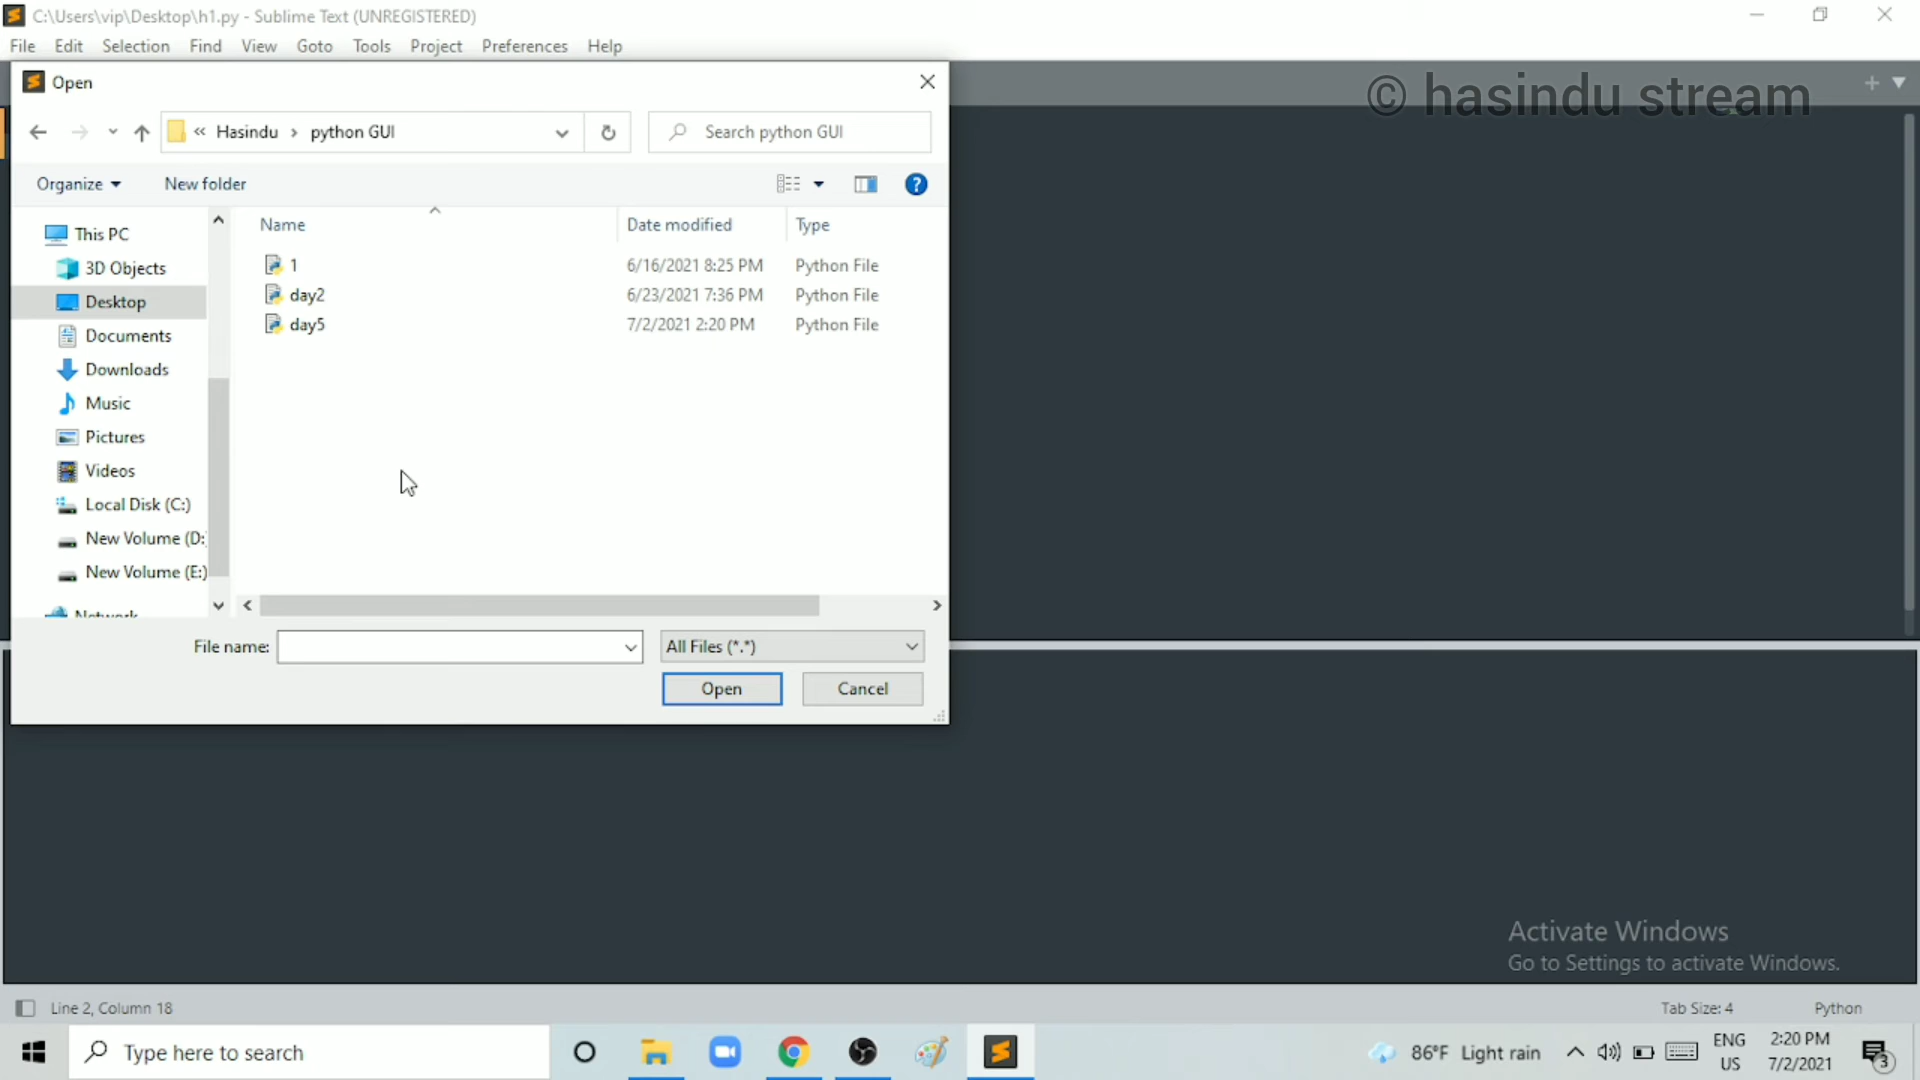 C:\Users\vip\Desktop\h1.py - Sublime Text (UNREGISTERED)
File Edit Selection Find View Goto Tools Project Preferences Help
Open
© hasindu stream
« Hasindu › python GUI
Search python GUI
Organize New folder
Name Date modified Type
This PC
3D Objects
Desktop
Documents
Downloads
Music
Pictures
Videos
Local Disk (C:)
New Volume (D:
New Volume (E:)
Network
1 6/16/2021 8:25 PM Python File
day2 6/23/2021 7:36 PM Python File
day5 7/2/2021 2:20 PM Python File
File name: All Files (*.*)
Open Cancel
Activate Windows
Go to Settings to activate Windows.
Line 2, Column 18 Tab Size: 4 Python
Type here to search
86°F Light rain
ENG
US
2:20 PM
7/2/2021
3